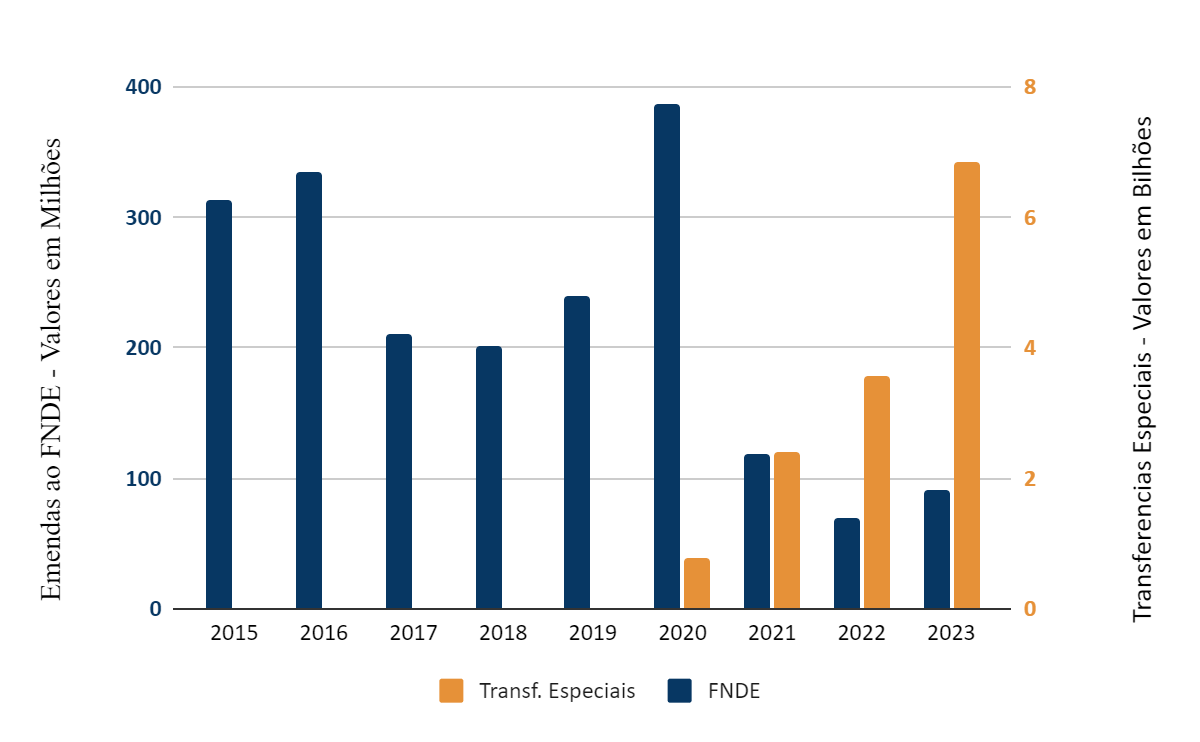 Emendas ao FNDE - Valores em Milhões
400
300
200
100
0
8
6
4
2
0
Transferencias Especiais - Valores em Bilhões
2015 2016 2017 2018 2019 2020 2021 2022 2023
Transf. Especiais FNDE